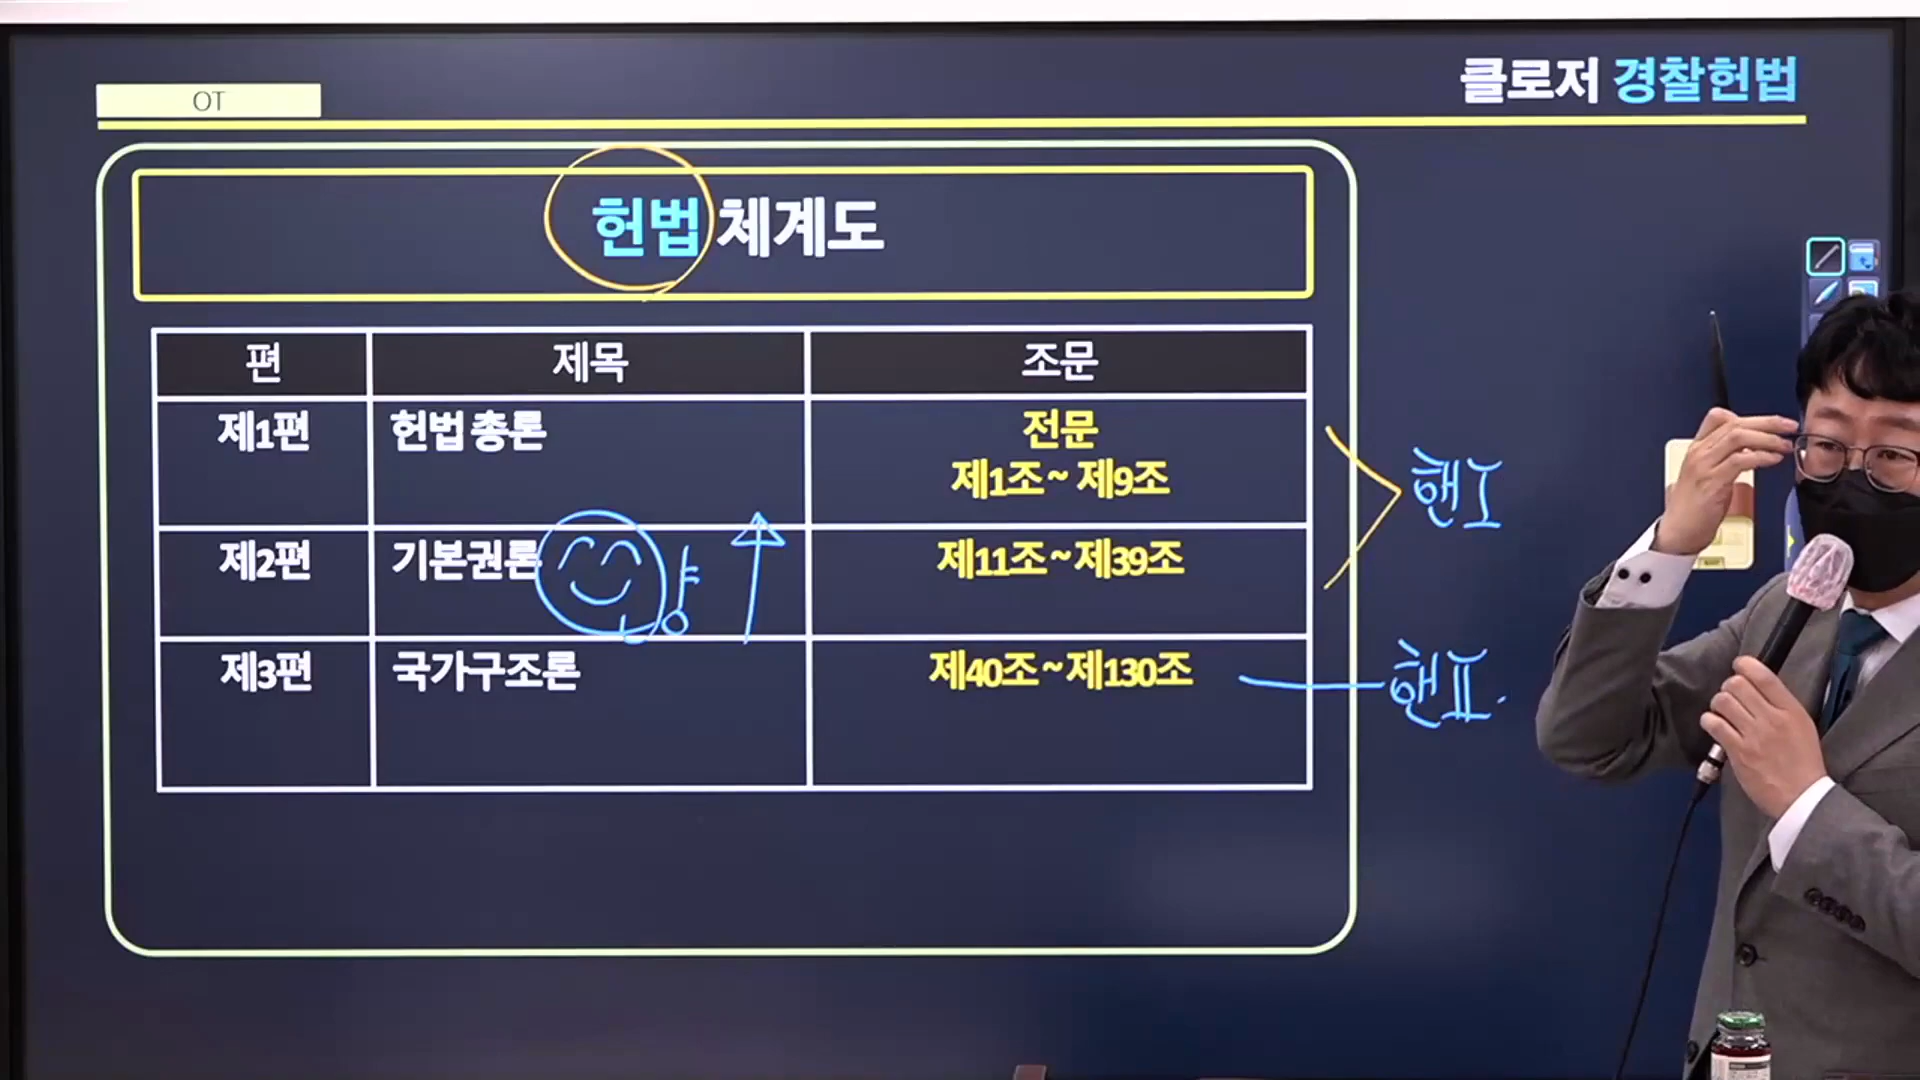 클로저 경찰헌법
OT
헌법 체계도
편 제목 조문
제1편 헌법 총론 전문
제1조~ 제9조
헌Ⅰ
제2편 기본권론 양 제11조~제39조
제3편 국가구조론 제40조~제130조
헌Ⅱ.